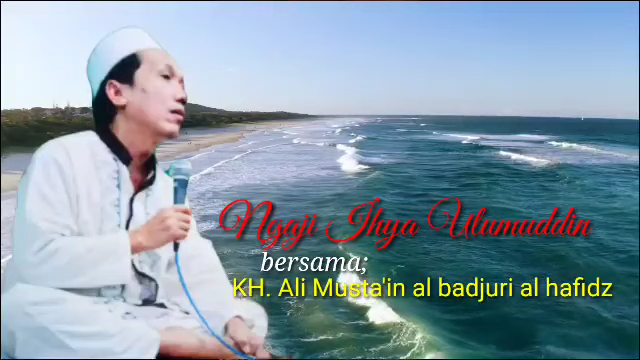 Ngaji Ihya Ulumuddin
bersama;
KH. Ali Musta'in al badjuri al hafidz